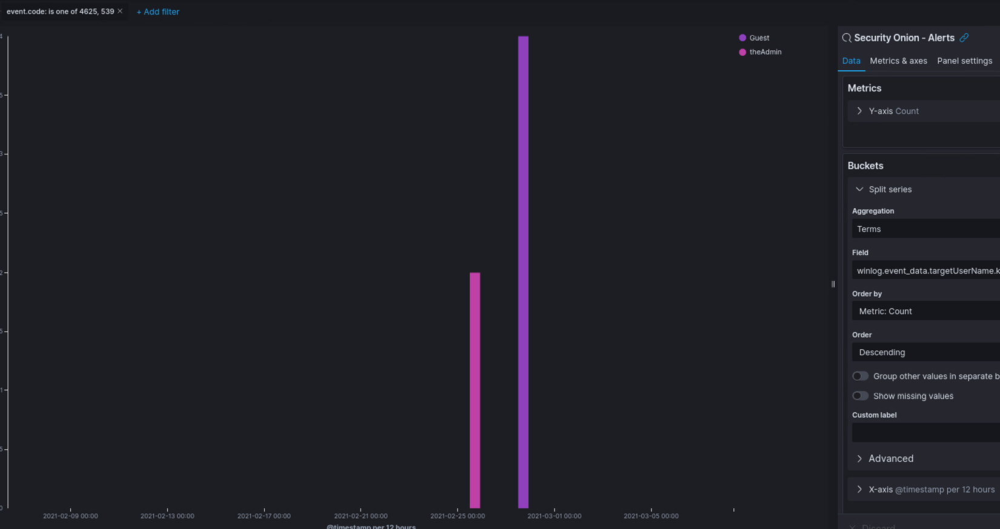 event.code: is one of 4625, 539 ×
+ Add filter
4
5
3
5
2
5
1
5
0
2021-02-09 00:00
2021-02-13 00:00
2021-02-17 00:00
2021-02-21 00:00
2021-02-25 00:00
2021-03-01 00:00
2021-03-05 00:00
@timestamp per 12 hours
Guest
theAdmin
Security Onion - Alerts
Data
Metrics & axes
Panel settings
Metrics
Y-axis Count
Buckets
Split series
Aggregation
Terms
Field
winlog.event_data.targetUserName.k
Order by
Metric: Count
Order
Descending
Group other values in separate b
Show missing values
Custom label
Advanced
X-axis @timestamp per 12 hours
Discard